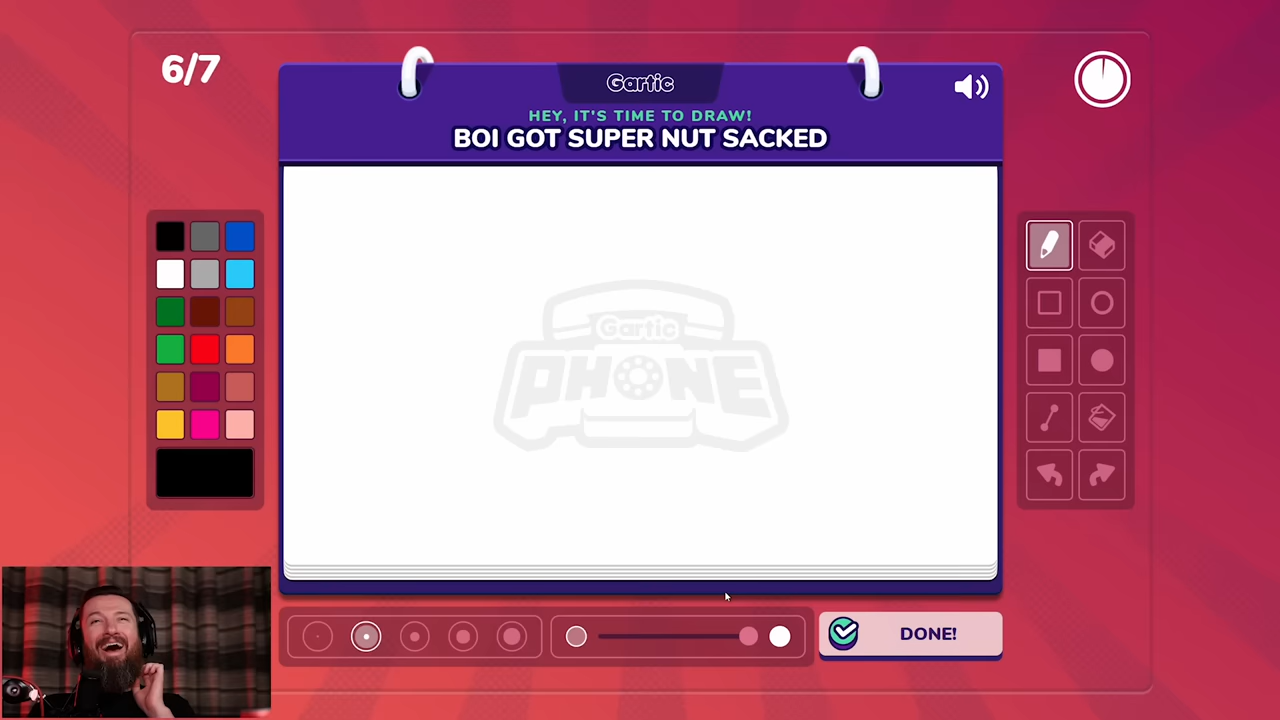 6/7
Gartic
HEY, IT'S TIME TO DRAW!
BOI GOT SUPER NUT SACKED
Gartic
PHONE
DONE!